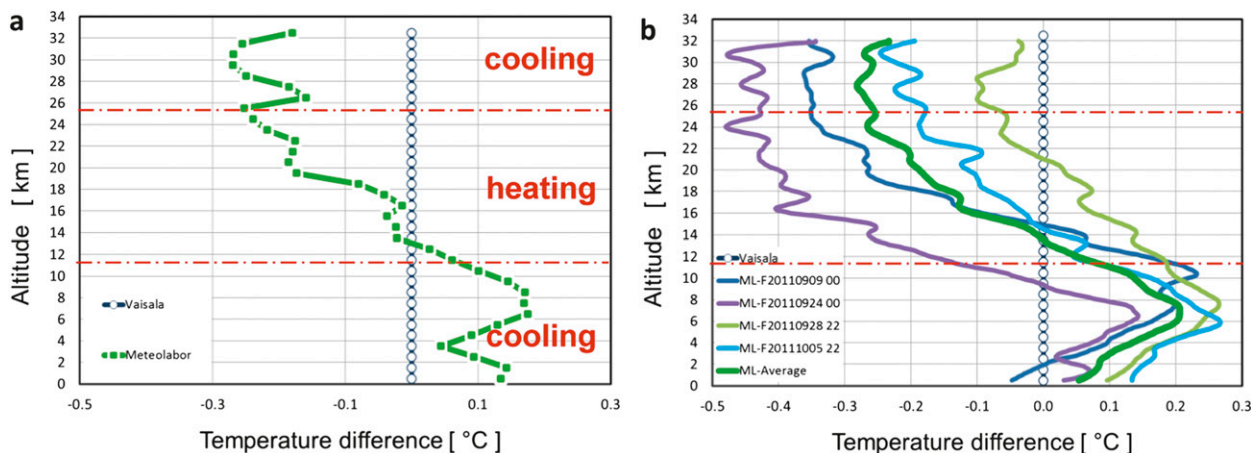 a
34
32
30
28
26
24
22
20
18
16
14
12
10
8
6
4
2
0
Altitude [ km ]
cooling
heating
cooling
Vaisala
Meteolabor
-0.5
-0.3
-0.1
0.1
0.3
Temperature difference [ °C ]
b
34
32
30
28
26
24
22
20
18
16
14
12
10
8
6
4
2
0
Altitude [ km ]
Vaisala
ML-F20110909 00
ML-F20110924 00
ML-F20110928 22
ML-F20111005 22
ML-Average
-0.5
-0.4
-0.3
-0.2
-0.1
0.0
0.1
0.2
0.3
Temperature difference [ °C ]